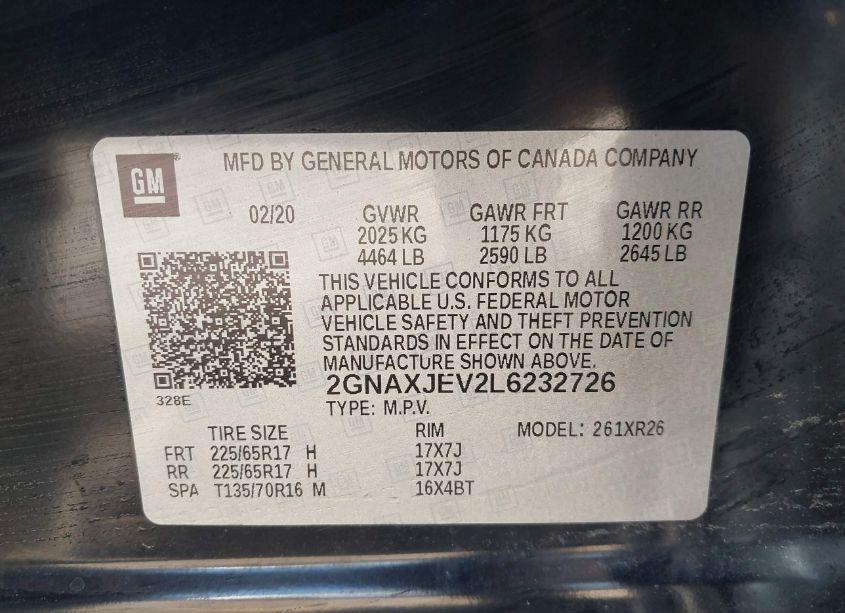 GM
MFD BY GENERAL MOTORS OF CANADA COMPANY
02/20 GVWR GAWR FRT GAWR RR
2025 KG 1175 KG 1200 KG
4464 LB 2590 LB 2645 LB
THIS VEHICLE CONFORMS TO ALL
APPLICABLE U.S. FEDERAL MOTOR
VEHICLE SAFETY AND THEFT PREVENTION
STANDARDS IN EFFECT ON THE DATE OF
MANUFACTURE SHOWN ABOVE.
2GNAXJEV2L6232726
328E
TYPE: M.P.V.
TIRE SIZE RIM MODEL: 261XR26
FRT 225/65R17 H 17X7J
RR 225/65R17 H 17X7J
SPA T135/70R16 M 16X4BT